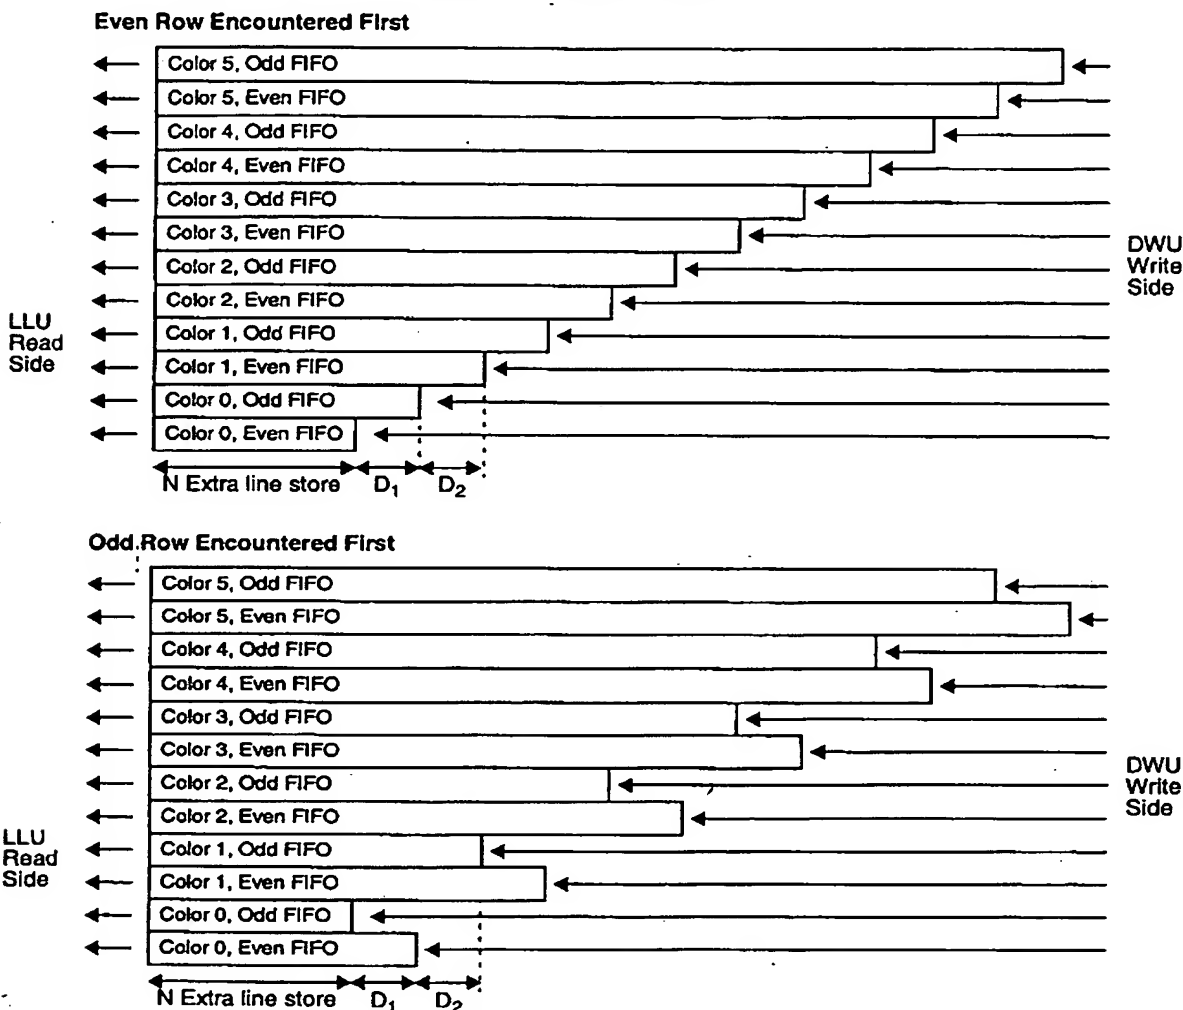 Even Row Encountered First
Color 5, Odd FIFO
Color 5, Even FIFO
Color 4, Odd FIFO
Color 4, Even FIFO
Color 3, Odd FIFO
Color 3, Even FIFO
Color 2, Odd FIFO
Color 2, Even FIFO
Color 1, Odd FIFO
Color 1, Even FIFO
Color 0, Odd FIFO
Color 0, Even FIFO
LLU
Read
Side
DWU
Write
Side
N Extra line store D₁ D₂
Odd Row Encountered First
Color 5, Odd FIFO
Color 5, Even FIFO
Color 4, Odd FIFO
Color 4, Even FIFO
Color 3, Odd FIFO
Color 3, Even FIFO
Color 2, Odd FIFO
Color 2, Even FIFO
Color 1, Odd FIFO
Color 1, Even FIFO
Color 0, Odd FIFO
Color 0, Even FIFO
LLU
Read
Side
DWU
Write
Side
N Extra line store D₁ D₂